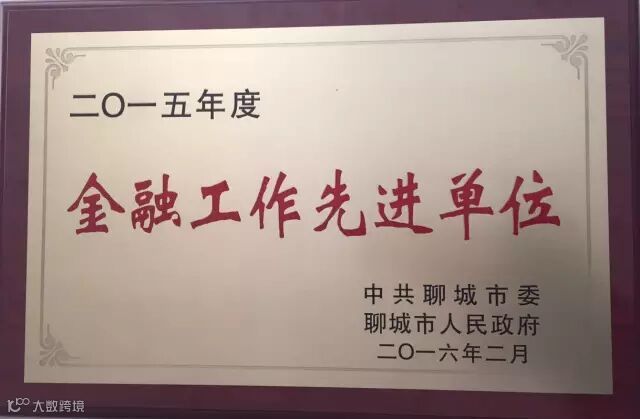 二〇一五年度
金融工作先进单位
中共聊城市委
聊城市人民政府
二〇一六年二月
大数跨境